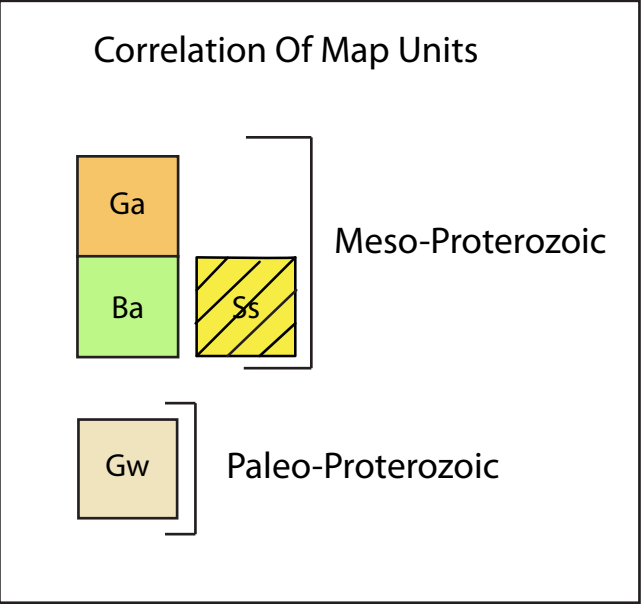 Correlation Of Map Units
Ga
Meso-Proterozoic
Ba
Ss
Gw
Paleo-Proterozoic